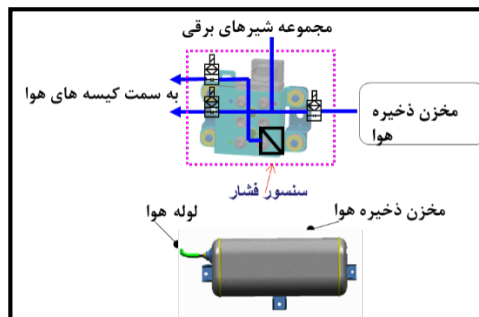 مجموعه شیرهای برقی
به سمت کیسه های هوا
مخزن ذخیره
هوا
سنسور فشار
لوله هوا
مخزن ذخیره هوا